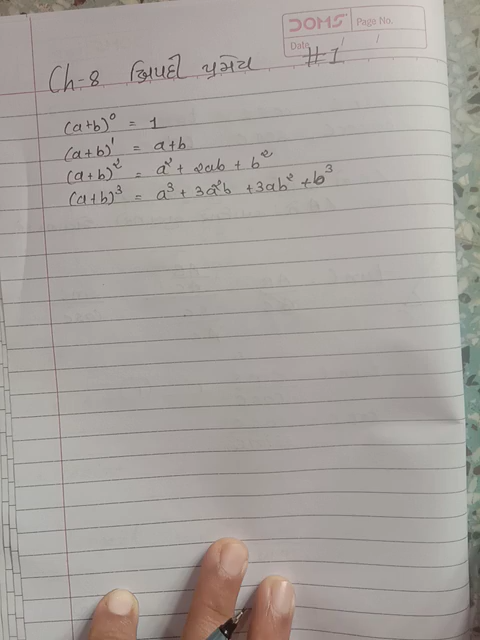 DOMS Page No.
Date / /
Ch-8 દ્વિપદી પ્રમેય #1
(a+b)⁰ = 1
(a+b)¹ = a+b
(a+b)² = a² + 2ab + b²
(a+b)³ = a³ + 3a²b + 3ab² + b³